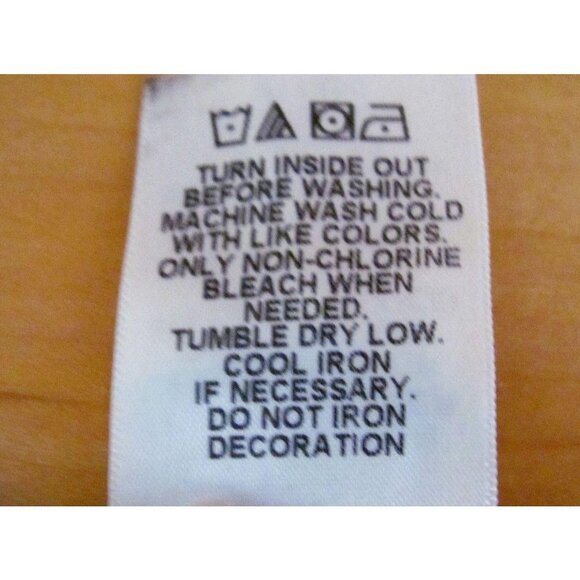 TURN INSIDE OUT
BEFORE WASHING.
MACHINE WASH COLD
WITH LIKE COLORS.
ONLY NON-CHLORINE
BLEACH WHEN
NEEDED.
TUMBLE DRY LOW.
COOL IRON
IF NECESSARY.
DO NOT IRON
DECORATION